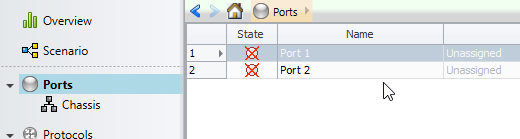 Overview
Scenario
Ports
Chassis
Protocols
Ports
State Name
1 Port 1 Unassigned
2 Port 2 Unassigned